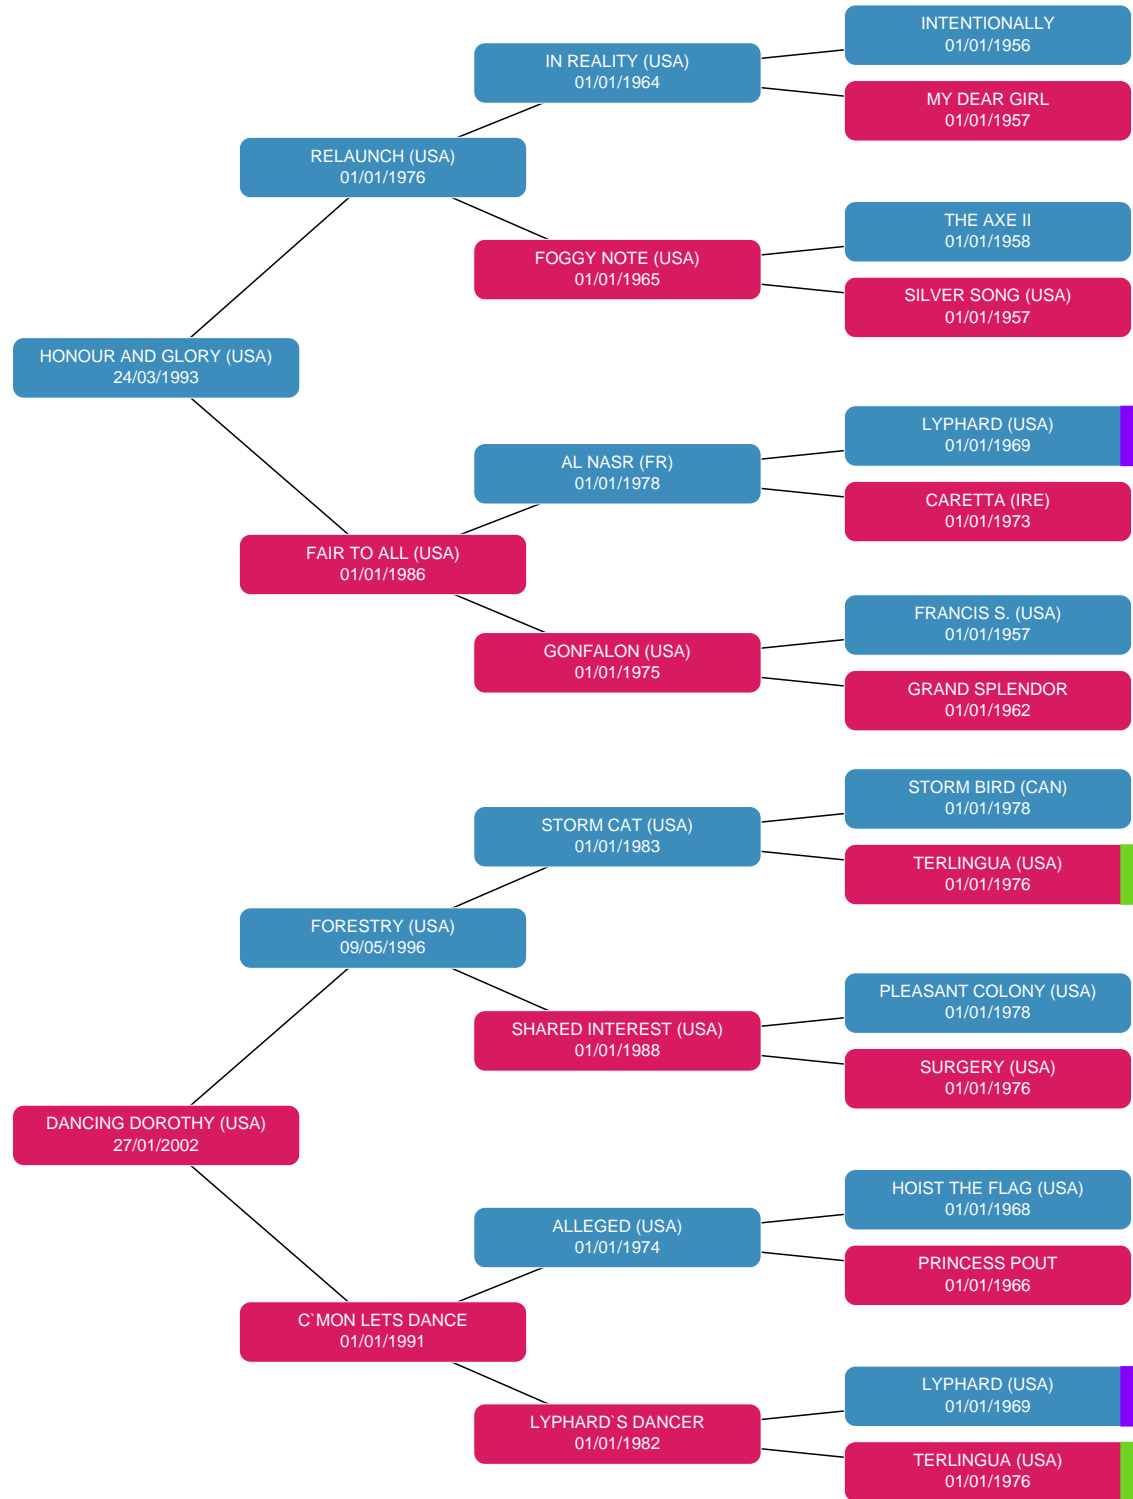 INTENTIONALLY
01/01/1956
IN REALITY (USA)
01/01/1964
MY DEAR GIRL
01/01/1957
RELAUNCH (USA)
01/01/1976
THE AXE II
01/01/1958
FOGGY NOTE (USA)
01/01/1965
SILVER SONG (USA)
01/01/1957
HONOUR AND GLORY (USA)
24/03/1993
LYPHARD (USA)
01/01/1969
AL NASR (FR)
01/01/1978
CARETTA (IRE)
01/01/1973
FAIR TO ALL (USA)
01/01/1986
FRANCIS S. (USA)
01/01/1957
GONFALON (USA)
01/01/1975
GRAND SPLENDOR
01/01/1962
STORM BIRD (CAN)
01/01/1978
STORM CAT (USA)
01/01/1983
TERLINGUA (USA)
01/01/1976
FORESTRY (USA)
09/05/1996
PLEASANT COLONY (USA)
01/01/1978
SHARED INTEREST (USA)
01/01/1988
SURGERY (USA)
01/01/1976
DANCING DOROTHY (USA)
27/01/2002
HOIST THE FLAG (USA)
01/01/1968
ALLEGED (USA)
01/01/1974
PRINCESS POUT
01/01/1966
C`MON LETS DANCE
01/01/1991
LYPHARD (USA)
01/01/1969
LYPHARD`S DANCER
01/01/1982
TERLINGUA (USA)
01/01/1976